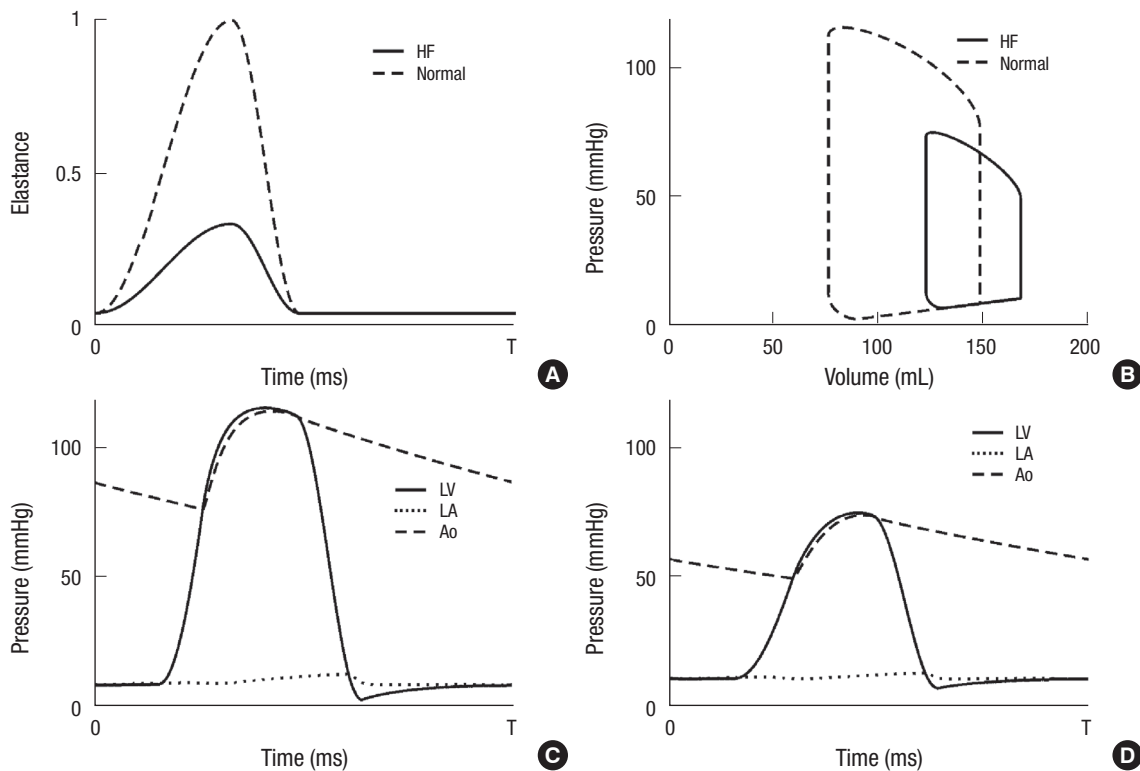 1
0.5
0
Elastance
HF
Normal
0
T
Time (ms)
A
100
50
0
Pressure (mmHg)
HF
Normal
0
50
100
150
200
Volume (mL)
B
100
50
0
Pressure (mmHg)
LV
LA
Ao
0
T
Time (ms)
C
100
50
0
Pressure (mmHg)
LV
LA
Ao
0
T
Time (ms)
D